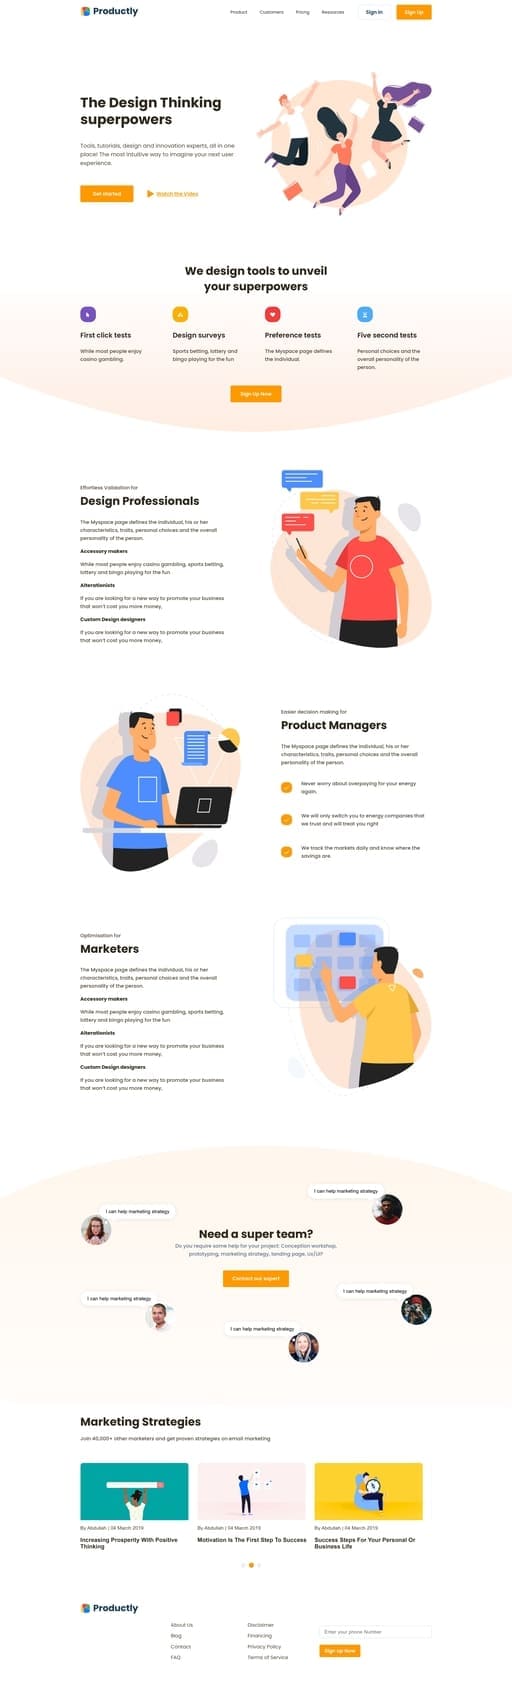 Productly
Product
Customers
Pricing
Resources
Sign In
Sign Up
The Design Thinking
superpowers
Tools, tutorials, design and innovation experts, all in one
place! The most intuitive way to imagine your next user
experience.
Get started
Watch the Video
We design tools to unveil
your superpowers
First click tests
While most people enjoy
casino gambling,
Design surveys
Sports betting, lottery and
bingo playing for the fun
Preference tests
The Myspace page defines
the individual.
Five second tests
Personal choices and the
overall personality of the
person.
Sign Up Now
Effortless Validation for
Design Professionals
The Myspace page defines the individual, his or her
characteristics, traits, personal choices and the overall
personality of the person.
Accessory makers
While most people enjoy casino gambling, sports betting,
lottery and bingo playing for the fun
Alterationists
If you are looking for a new way to promote your business
that won't cost you more money,
Custom Design designers
If you are looking for a new way to promote your business
that won't cost you more money,
Easier decision making for
Product Managers
The Myspace page defines the individual, his or her
characteristics, traits, personal choices and the overall
personality of the person.
Never worry about overpaying for your energy
again.
We will only switch you to energy companies that
we trust and will treat you right
We track the markets daily and know where the
savings are.
Optimisation for
Marketers
The Myspace page defines the individual, his or her
characteristics, traits, personal choices and the overall
personality of the person.
Accessory makers
While most people enjoy casino gambling, sports betting,
lottery and bingo playing for the fun
Alterationists
If you are looking for a new way to promote your business
that won't cost you more money,
Custom Design designers
If you are looking for a new way to promote your business
that won't cost you more money,
I can help marketing strategy
I can help marketing strategy
Need a super team?
Do you require some help for your project: Conception workshop,
prototyping, marketing strategy, landing page, Ux/UI?
Contact our expert
I can help marketing strategy
I can help marketing strategy
I can help marketing strategy
Marketing Strategies
Join 40,000+ other marketers and get proven strategies on email marketing
By Abdullah | 04 March 2019
Increasing Prosperity With Positive
Thinking
By Abdullah | 04 March 2019
Motivation Is The First Step To Success
By Abdullah | 04 March 2019
Success Steps For Your Personal Or
Business Life
Productly
About Us
Blog
Contact
FAQ
Disclaimer
Financing
Privacy Policy
Terms of Service
Enter your phone Number
Sign up Now